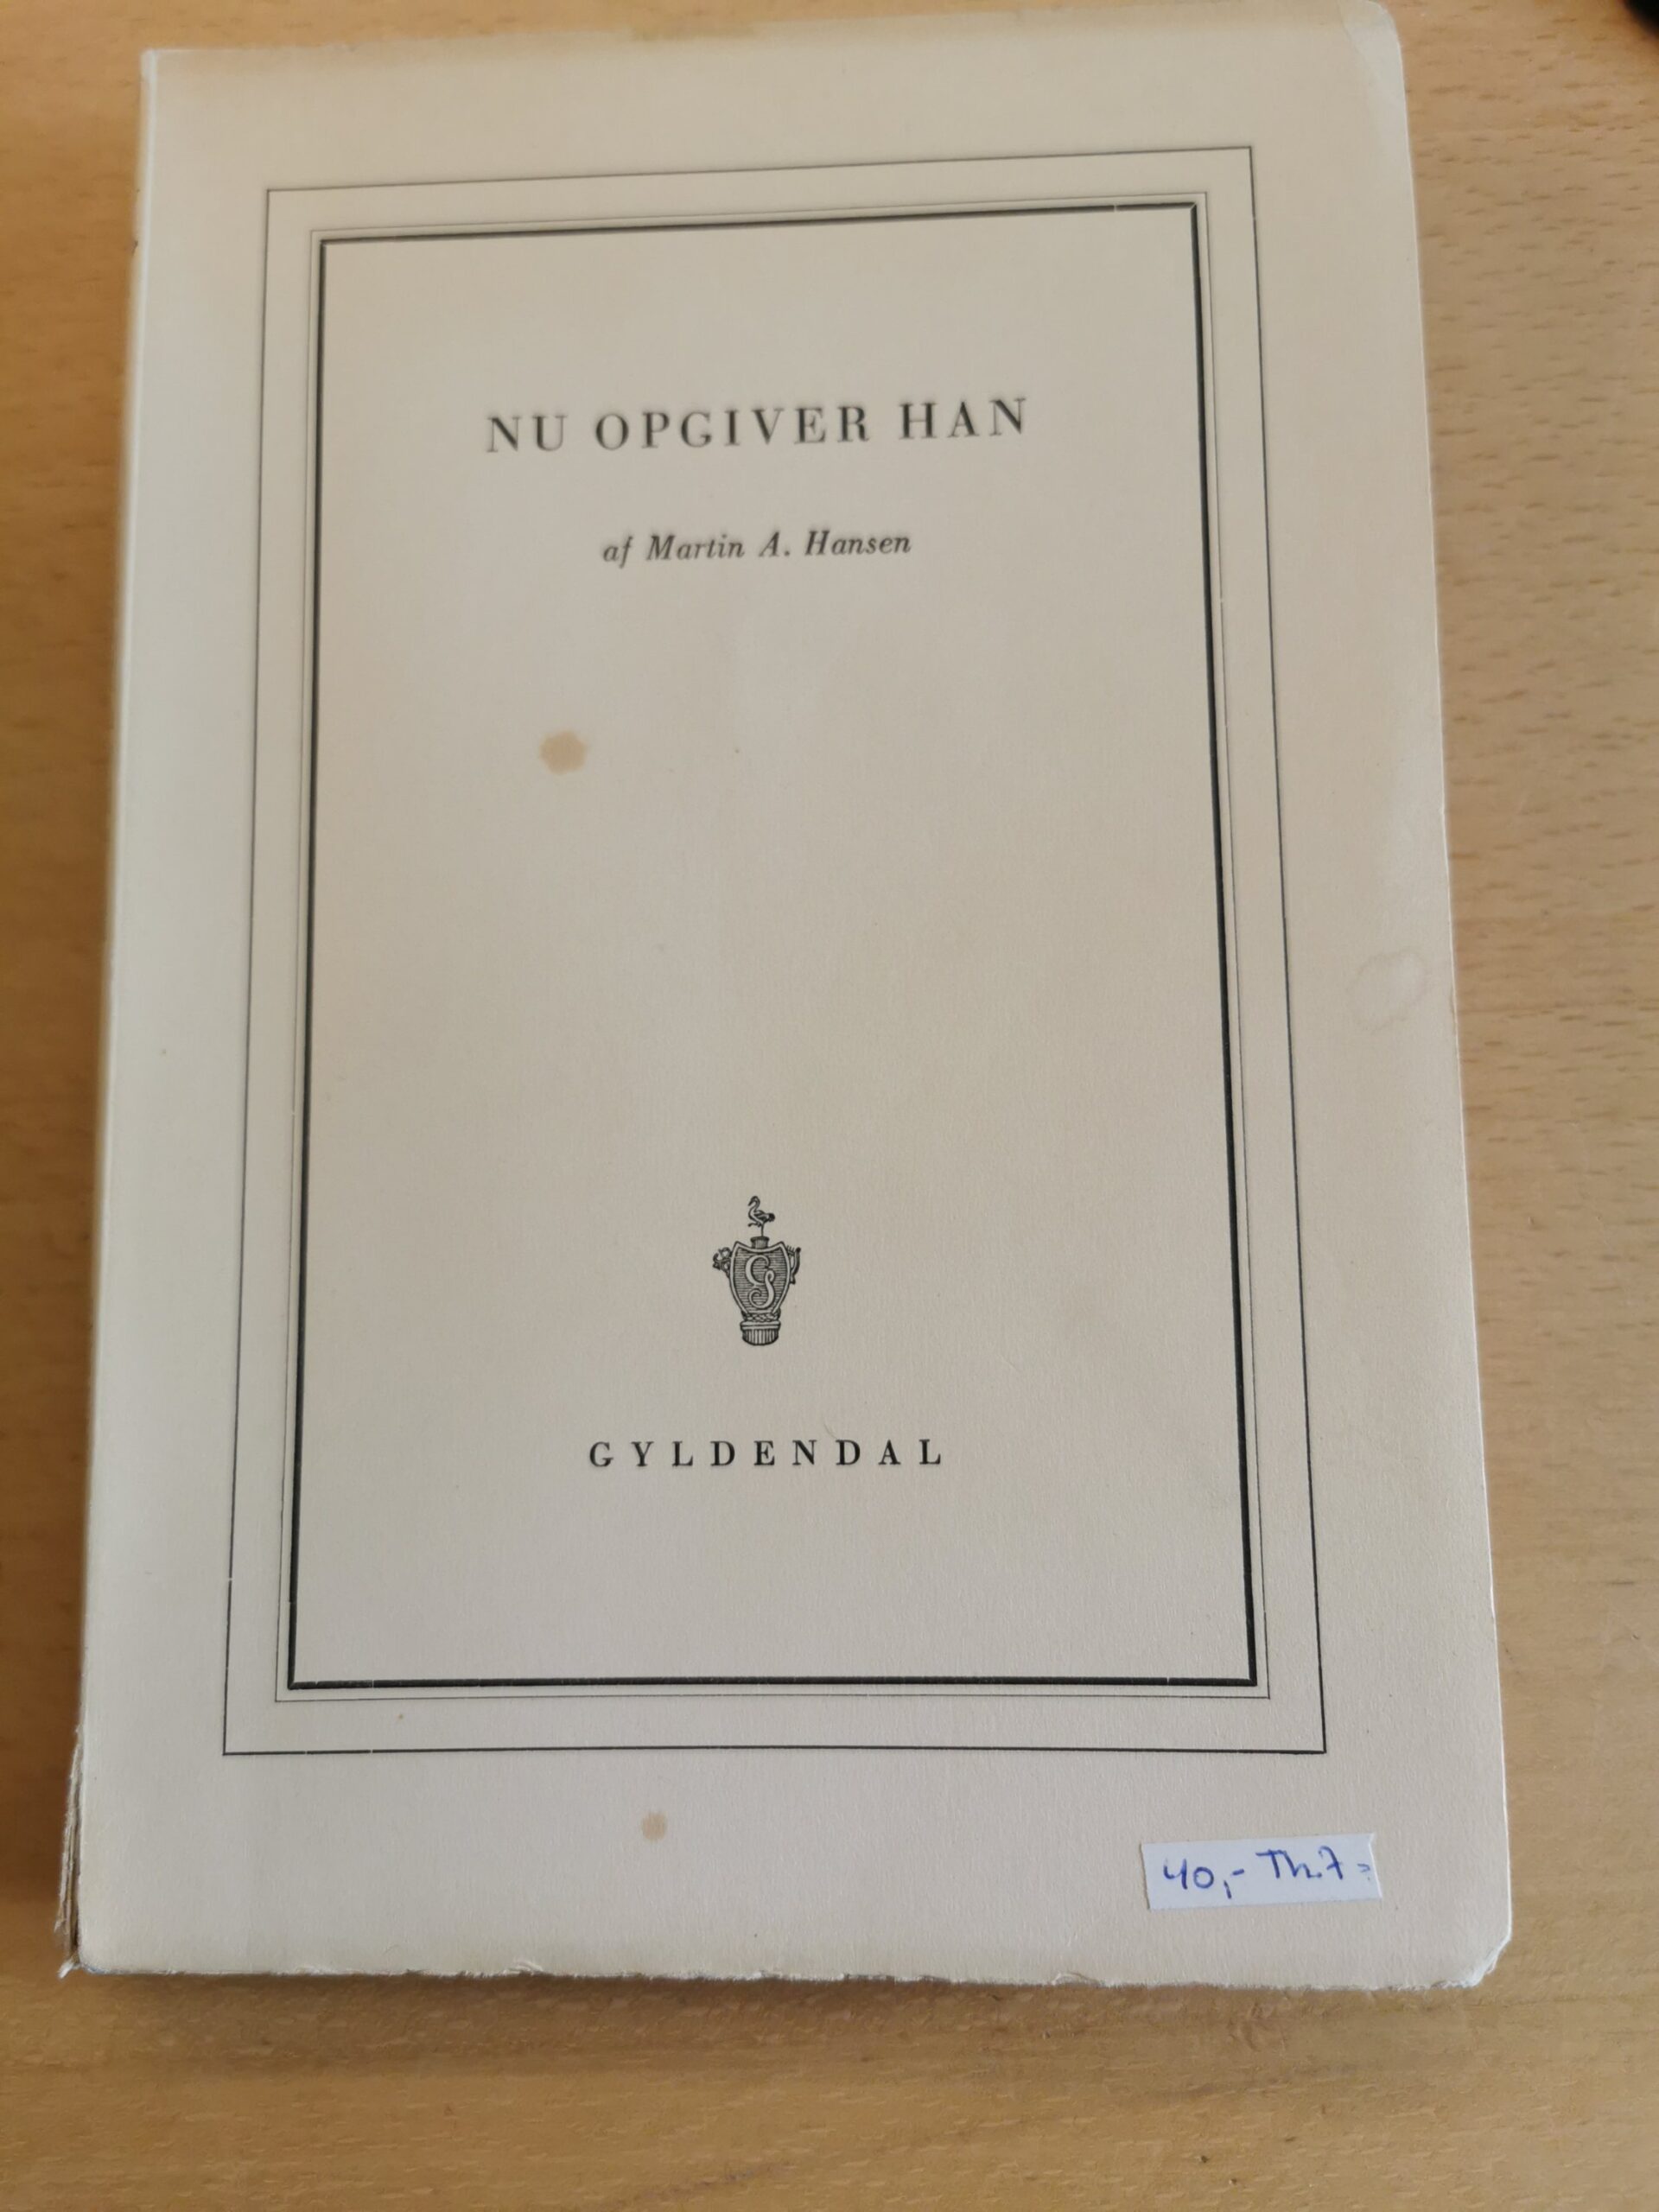 NU OPGIVER HAN
af Martin A. Hansen
G
GYLDENDAL
40,- Th.7